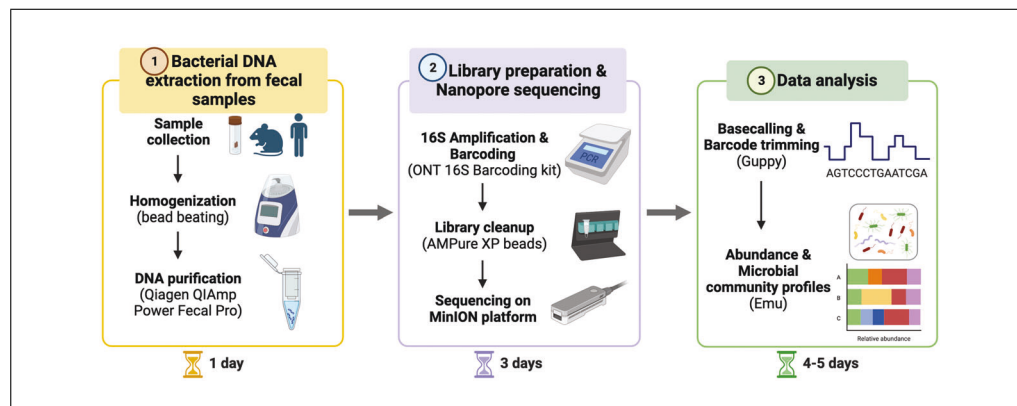 1
Bacterial DNA
extraction from fecal
samples
Sample
collection
Homogenization
(bead beating)
DNA purification
(Qiagen QIAmp
Power Fecal Pro)
1 day
2
Library preparation &
Nanopore sequencing
16S Amplification &
Barcoding
(ONT 16S Barcoding kit)
PCR
Library cleanup
(AMPure XP beads)
Sequencing on
MinION platform
3 days
3
Data analysis
Basecalling &
Barcode trimming
(Guppy)
AGTCCCTGAATCGA
Abundance &
Microbial
community profiles
(Emu)
A
B
C
Relative abundance
4-5 days